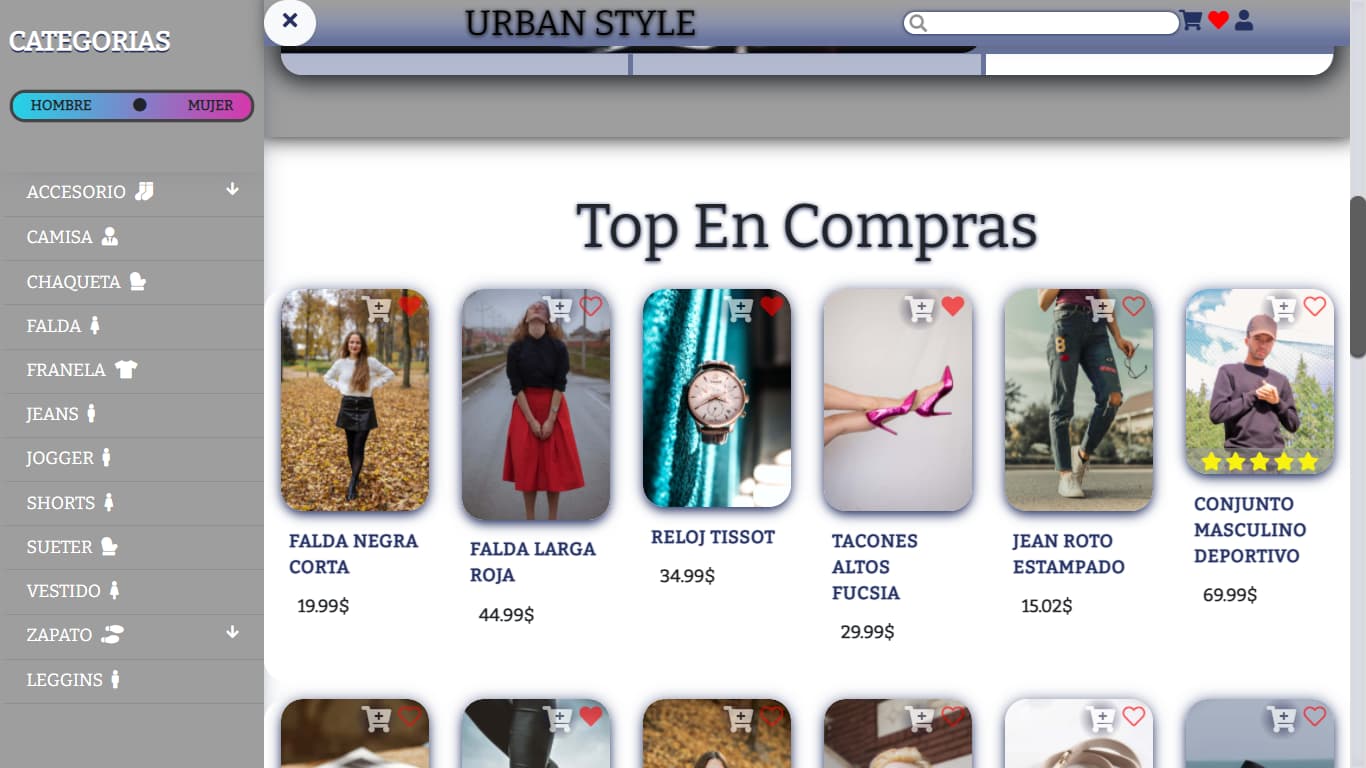 CATEGORIAS
HOMBRE
MUJER
ACCESORIO
CAMISA
CHAQUETA
FALDA
FRANELA
JEANS
JOGGER
SHORTS
SUETER
VESTIDO
ZAPATO
LEGGINS
URBAN STYLE
Top En Compras
FALDA NEGRA
CORTA
19.99$
FALDA LARGA
ROJA
44.99$
RELOJ TISSOT
34.99$
TACONES
ALTOS
FUCSIA
29.99$
JEAN ROTO
ESTAMPADO
15.02$
CONJUNTO
MASCULINO
DEPORTIVO
69.99$